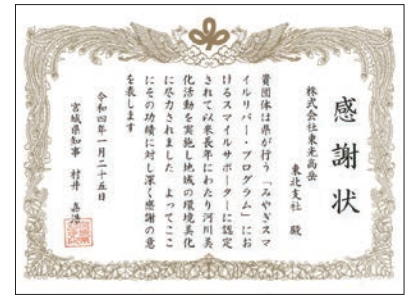 感謝状
株式会社東光高岳
東北支社 殿
貴団体は県が行う「みやぎスマ
イルリバー・プログラム」にお
けるスマイルサポーターに認定
されて以来長年にわたり河川美
化活動を実施し地域の環境美化
に尽力されました よってここ
にその功績に対し深く感謝の意
を表します
令和四年一月二十五日
宮城県知事 村井 嘉浩